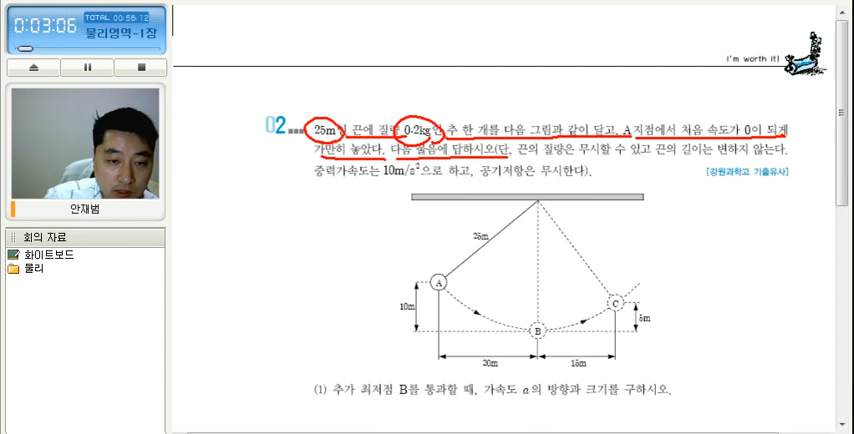 0:03:06
TOTAL 00:56:12
물리영역-1장
안재범
회의 자료
화이트보드
물리
I'm worth it!
02
25m인 끈에 질량 0.2kg인 추 한 개를 다음 그림과 같이 달고, A지점에서 처음 속도가 0이 되게
가만히 놓았다. 다음 물음에 답하시오(단, 끈의 질량은 무시할 수 있고 끈의 길이는 변하지 않는다.
중력가속도는 10m/s²으로 하고, 공기저항은 무시한다).
[강원과학고 기출유사]
25m
A
C
10m
5m
B
20m
15m
(1) 추가 최저점 B를 통과할 때, 가속도 a의 방향과 크기를 구하시오.